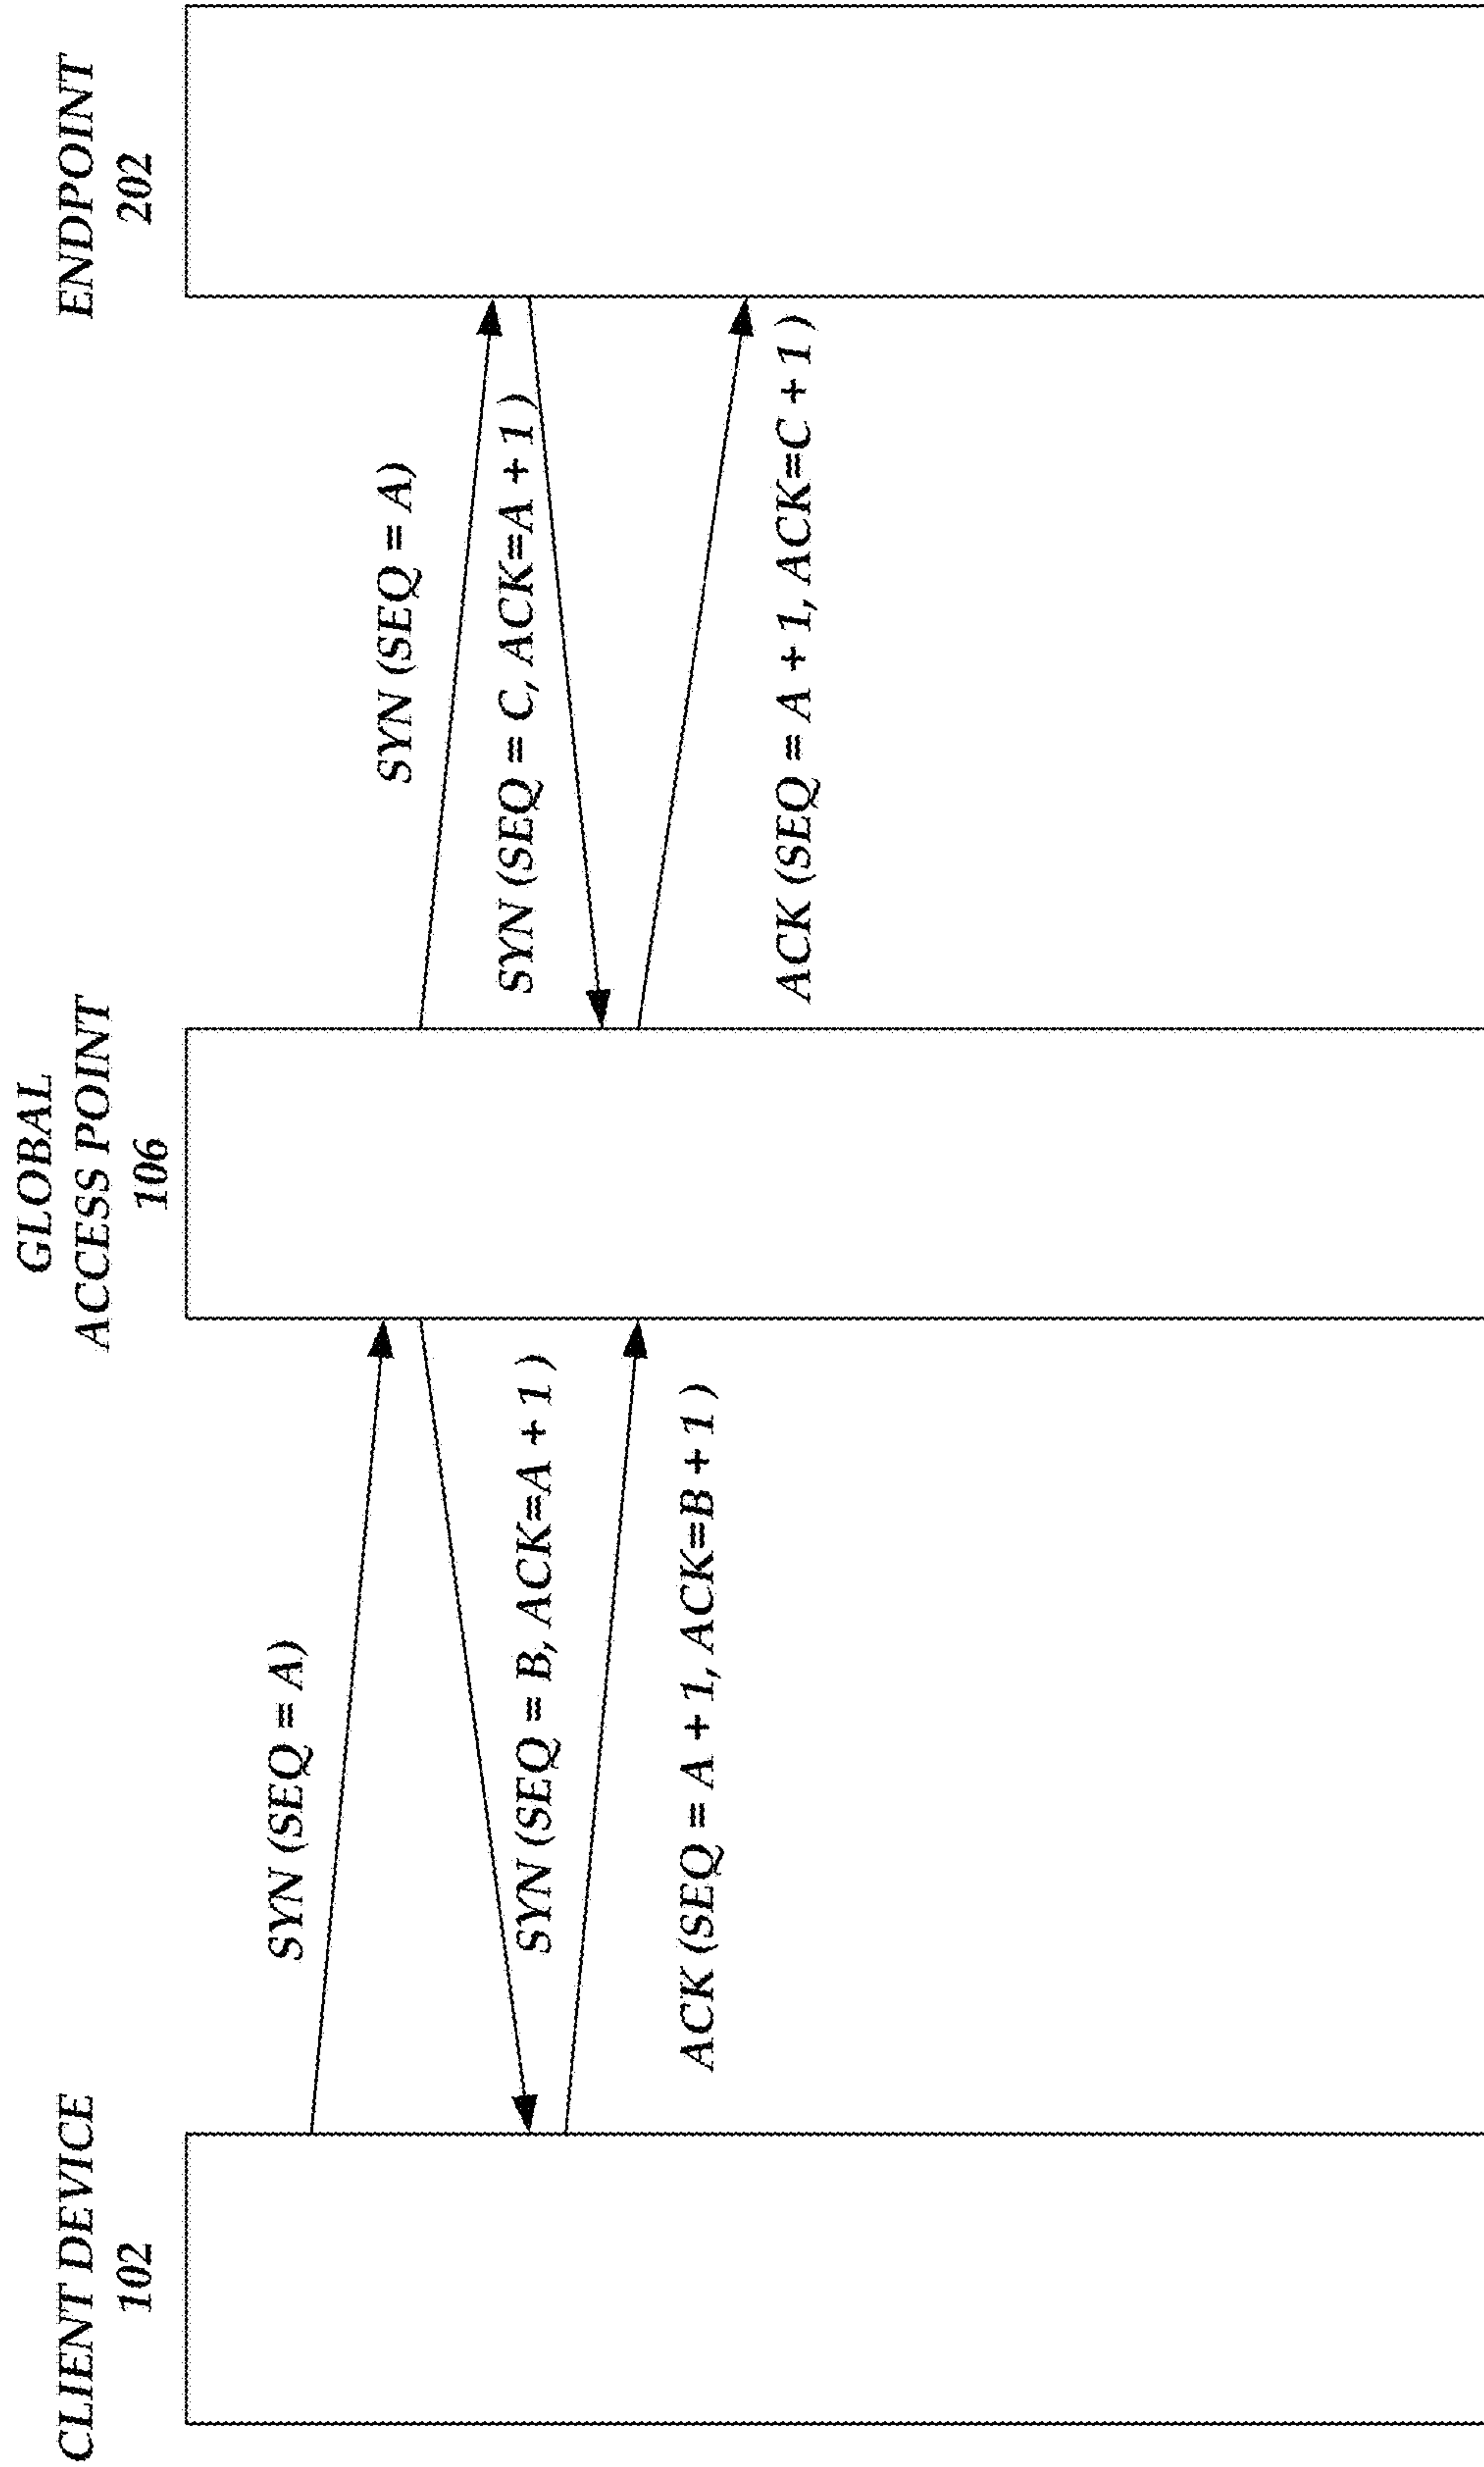 CLIENT DEVICE
102
GLOBAL
ACCESS POINT
106
ENDPOINT
202
SYN (SEQ = A)
SYN (SEQ = A)
SYN (SEQ = B, ACK=A + 1 )
SYN (SEQ = C, ACK=A + 1 )
ACK (SEQ = A + 1, ACK=B + 1 )
ACK (SEQ = A + 1, ACK=C + 1 )